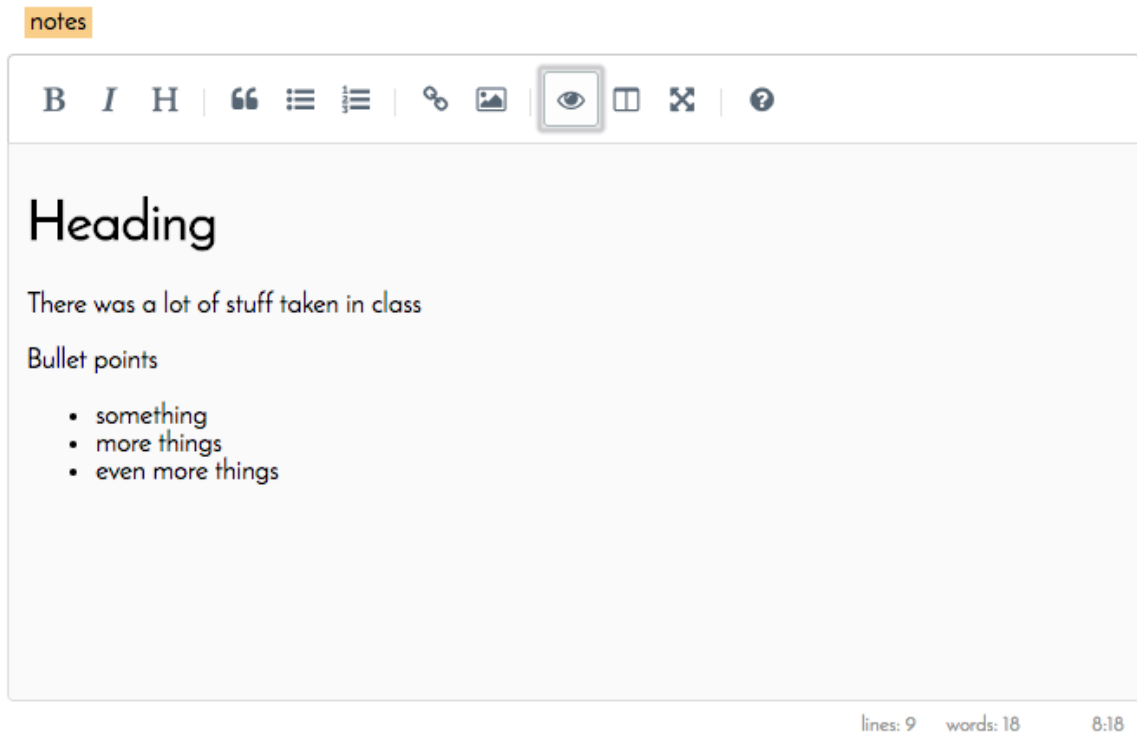 notes
B I H
Heading
There was a lot of stuff taken in class
Bullet points
• something
• more things
• even more things
lines: 9 words: 18 8:18